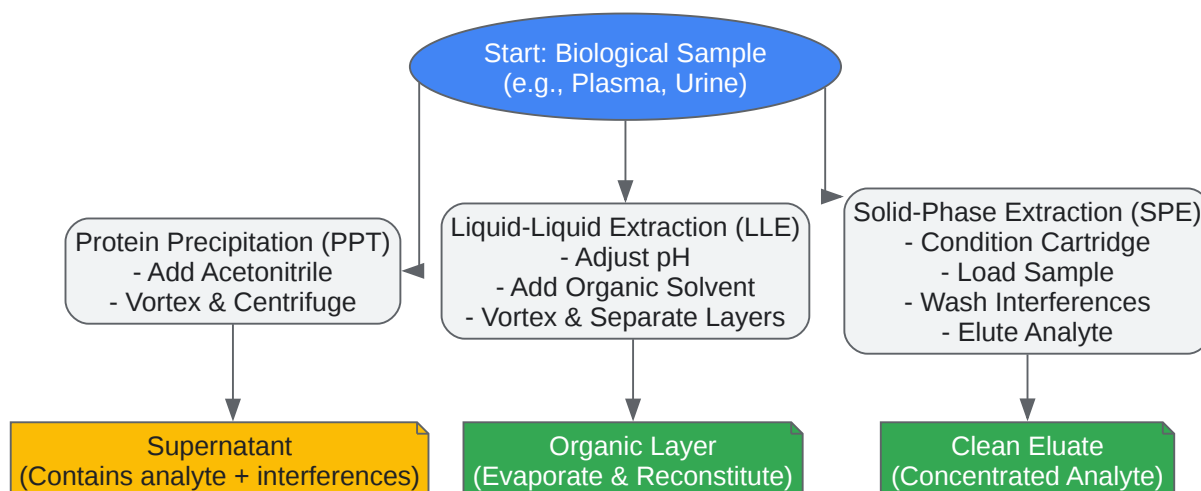 Start: Biological Sample
(e.g., Plasma, Urine)
Protein Precipitation (PPT)
- Add Acetonitrile
- Vortex & Centrifuge
Liquid-Liquid Extraction (LLE)
- Adjust pH
- Add Organic Solvent
- Vortex & Separate Layers
Solid-Phase Extraction (SPE)
- Condition Cartridge
- Load Sample
- Wash Interferences
- Elute Analyte
Supernatant
(Contains analyte + interferences)
Organic Layer
(Evaporate & Reconstitute)
Clean Eluate
(Concentrated Analyte)